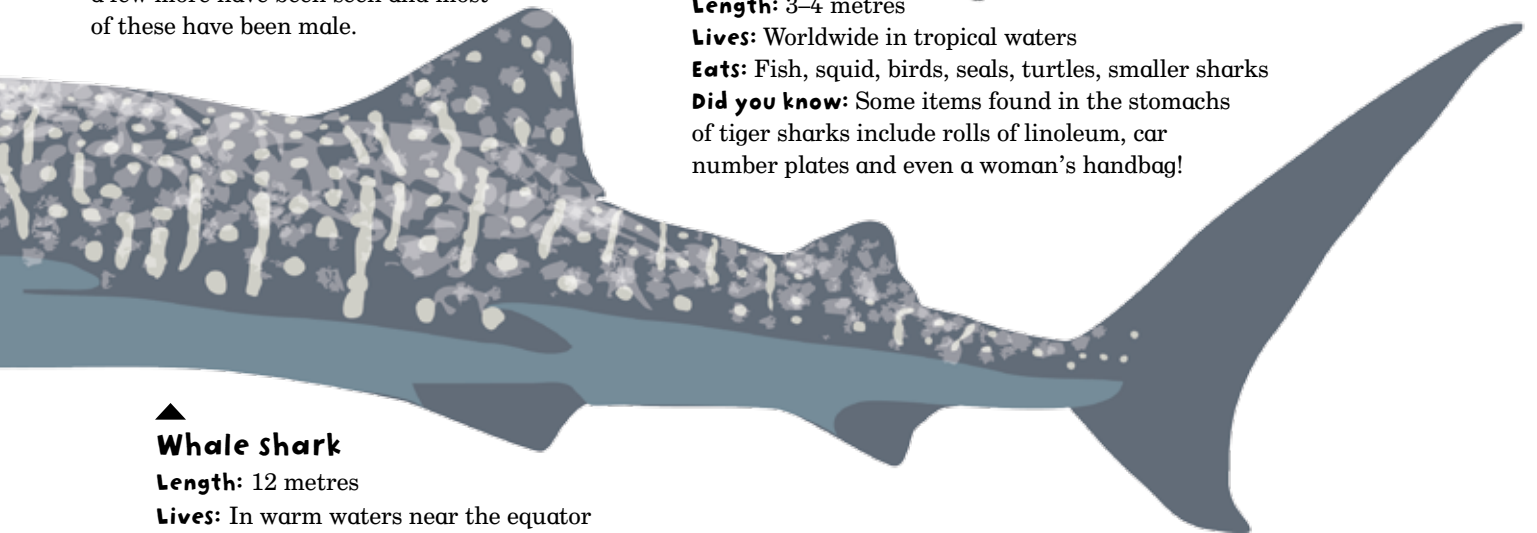 a few more have been seen and most
of these have been male.
Length: 3–4 metres
Lives: Worldwide in tropical waters
Eats: Fish, squid, birds, seals, turtles, smaller sharks
Did you know: Some items found in the stomachs
of tiger sharks include rolls of linoleum, car
number plates and even a woman's handbag!
Whale shark
Length: 12 metres
Lives: In warm waters near the equator